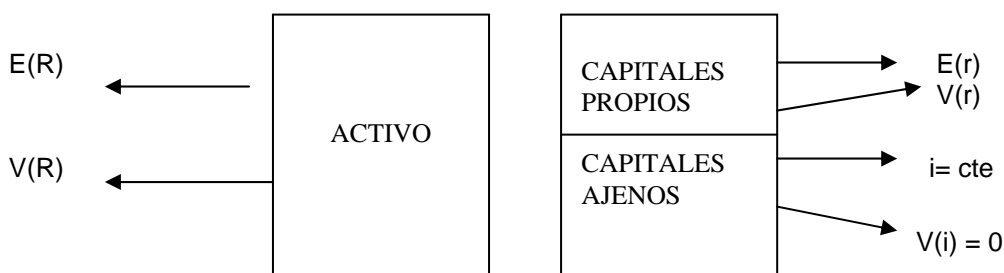 E(R)
V(R)
ACTIVO
CAPITALES
PROPIOS
CAPITALES
AJENOS
E(r)
V(r)
i= cte
V(i) = 0